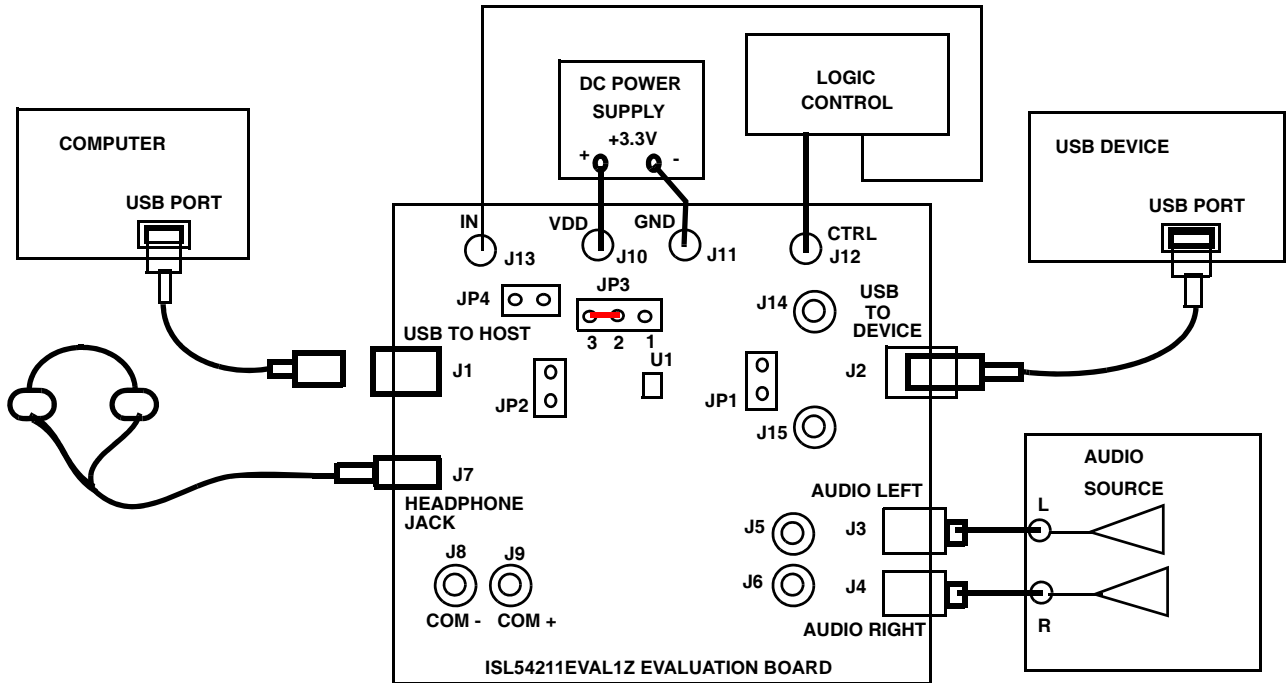 DC POWER
SUPPLY
+3.3V
+ -
LOGIC
CONTROL
COMPUTER
USB PORT
USB DEVICE
USB PORT
IN
J13
VDD
J10
GND
J11
CTRL
J12
JP4
JP3
3 2 1
J14
USB
TO
DEVICE
USB TO HOST
J1
JP2
U1
JP1
J2
J15
J7
HEADPHONE
JACK
J8 J9
COM - COM +
AUDIO LEFT
J5 J3
J6 J4
AUDIO RIGHT
AUDIO
SOURCE
L
R
ISL54211EVAL1Z EVALUATION BOARD